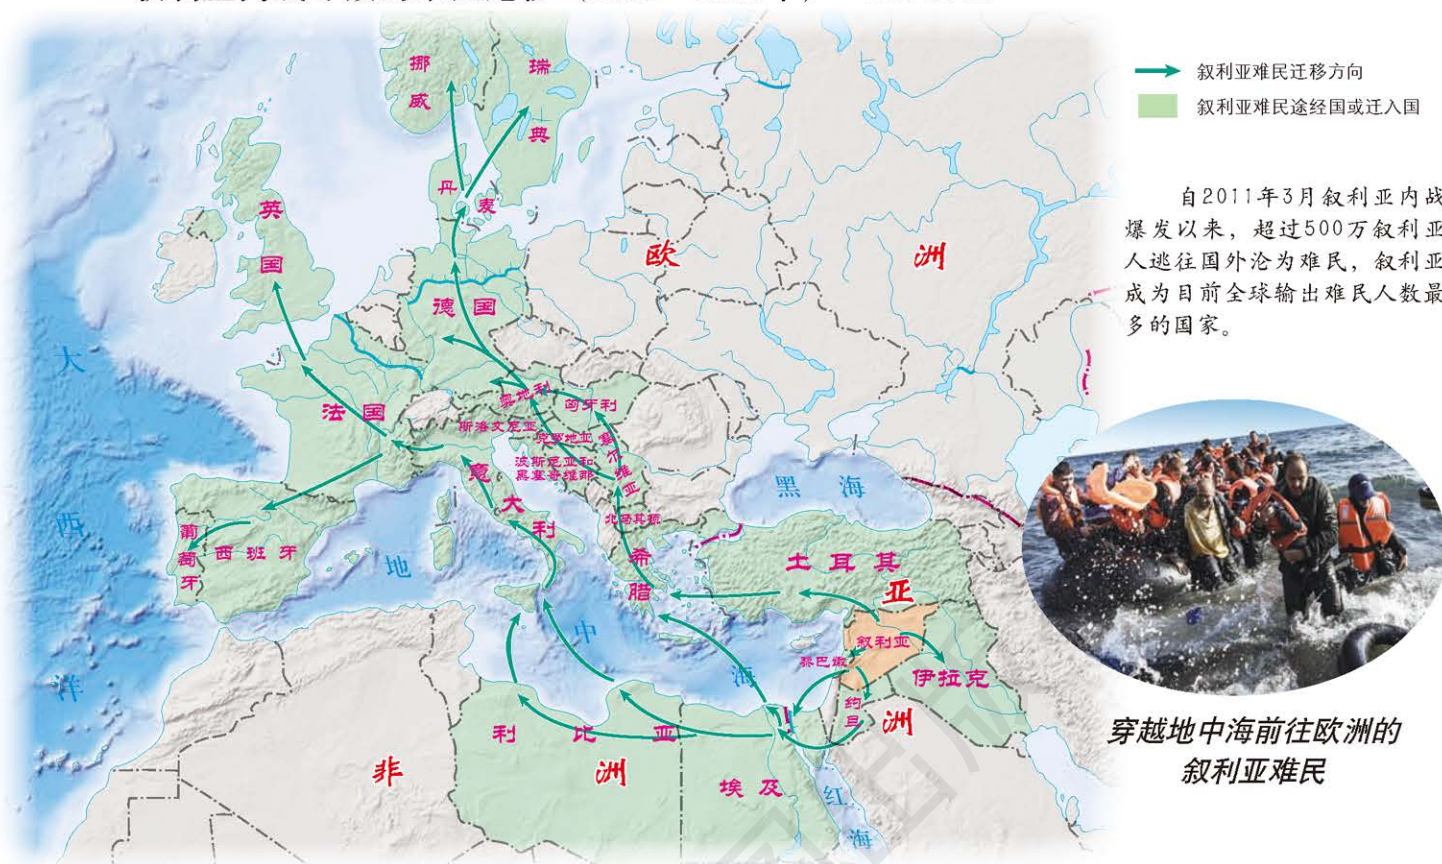 叙利亚难民迁移方向
叙利亚难民途经国或迁入国
自2011年3月叙利亚内战
爆发以来，超过500万叙利亚
人逃往国外沦为难民，叙利亚
成为目前全球输出难民人数最
多的国家。
穿越地中海前往欧洲的
叙利亚难民
挪威
瑞典
丹麦
英国
欧洲
德国
大西洋
法国
奥地利
匈牙利
斯洛文尼亚
克罗地亚
塞尔维亚
波斯尼亚和
黑塞哥维那
意大利
北马其顿
黑海
葡萄牙
西班牙
地中海
希腊
土耳其
亚洲
叙利亚
黎巴嫩
伊拉克
约旦
利比亚
非洲
埃及
红海